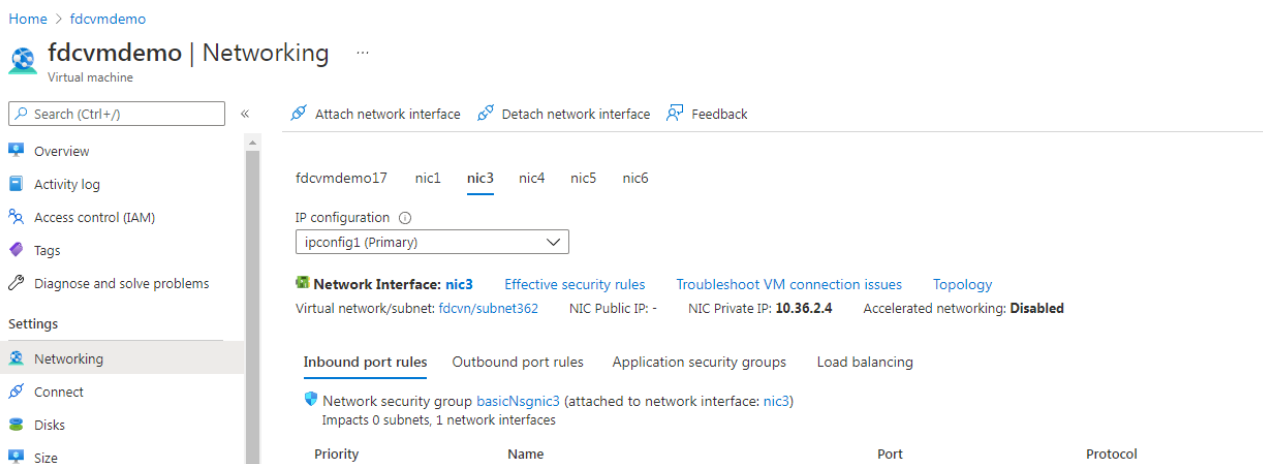 Home > fdcvmdemo
fdcvmdemo | Networking ...
Virtual machine
Search (Ctrl+/) «
Overview
Activity log
Access control (IAM)
Tags
Diagnose and solve problems
Settings
Networking
Connect
Disks
Size
Attach network interface Detach network interface Feedback
fdcvmdemo17 nic1 nic3 nic4 nic5 nic6
IP configuration
ipconfig1 (Primary)
Network Interface: nic3 Effective security rules Troubleshoot VM connection issues Topology
Virtual network/subnet: fdcvn/subnet362 NIC Public IP: - NIC Private IP: 10.36.2.4 Accelerated networking: Disabled
Inbound port rules Outbound port rules Application security groups Load balancing
Network security group basicNsgnic3 (attached to network interface: nic3)
Impacts 0 subnets, 1 network interfaces
Priority Name Port Protocol